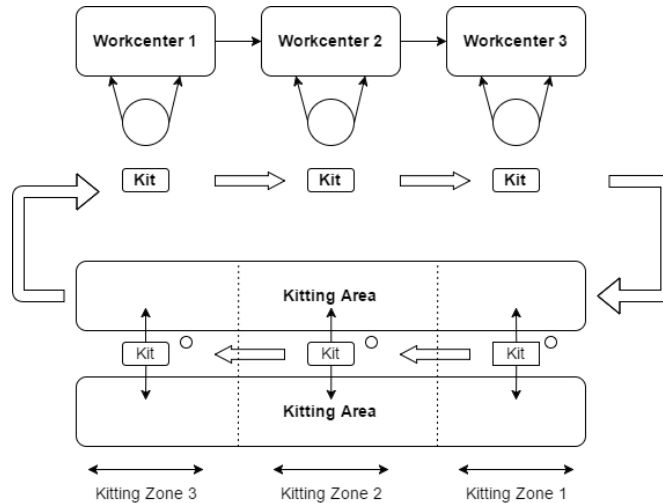 Workcenter 1
Workcenter 2
Workcenter 3
Kit
Kit
Kit
Kitting Area
Kit
Kit
Kit
Kitting Area
Kitting Zone 3
Kitting Zone 2
Kitting Zone 1